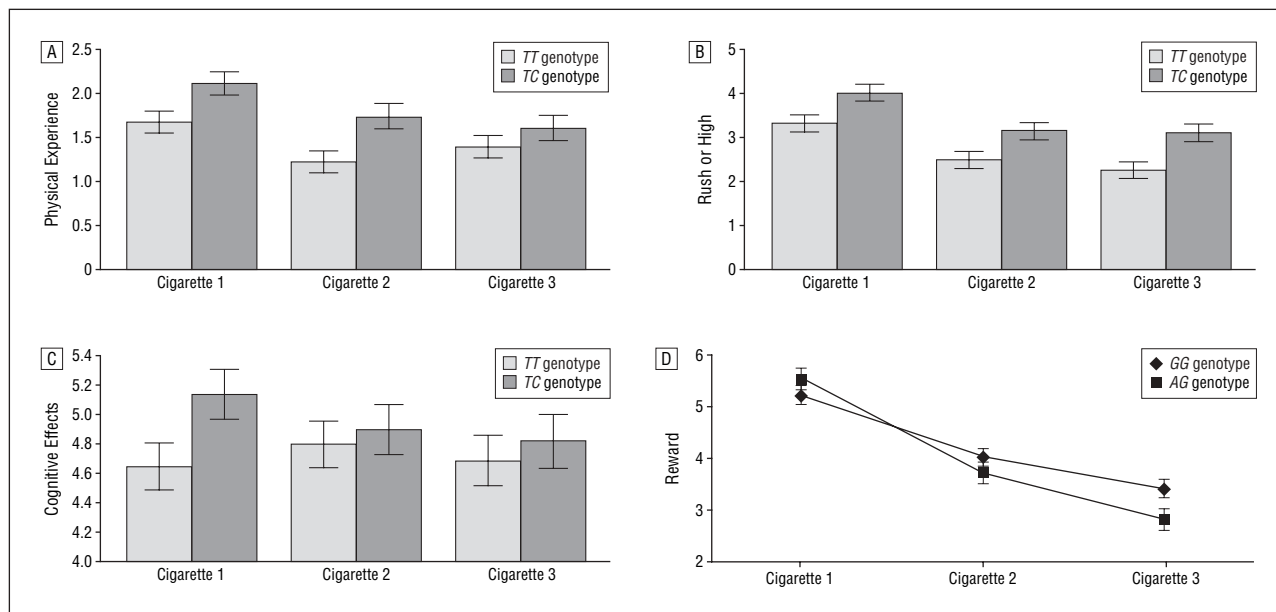 A
TT genotype
TC genotype
Physical Experience
2.5
2.0
1.5
1.0
0.5
0
Cigarette 1
Cigarette 2
Cigarette 3
B
TT genotype
TC genotype
Rush or High
5
4
3
2
1
0
Cigarette 1
Cigarette 2
Cigarette 3
C
TT genotype
TC genotype
Cognitive Effects
5.4
5.2
5.0
4.8
4.6
4.4
4.2
4.0
Cigarette 1
Cigarette 2
Cigarette 3
D
GG genotype
AG genotype
Reward
6
5
4
3
2
Cigarette 1
Cigarette 2
Cigarette 3